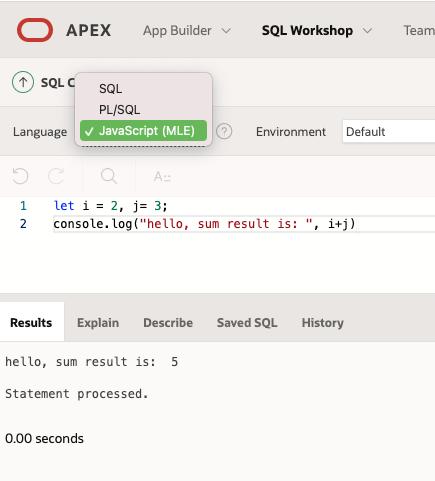 APEX App Builder SQL Workshop Team
SQL C
SQL
PL/SQL
✓ JavaScript (MLE)
Language ? Environment Default
A
1 let i = 2, j= 3;
2 console.log("hello, sum result is: ", i+j)
Results Explain Describe Saved SQL History
hello, sum result is:  5
Statement processed.
0.00 seconds